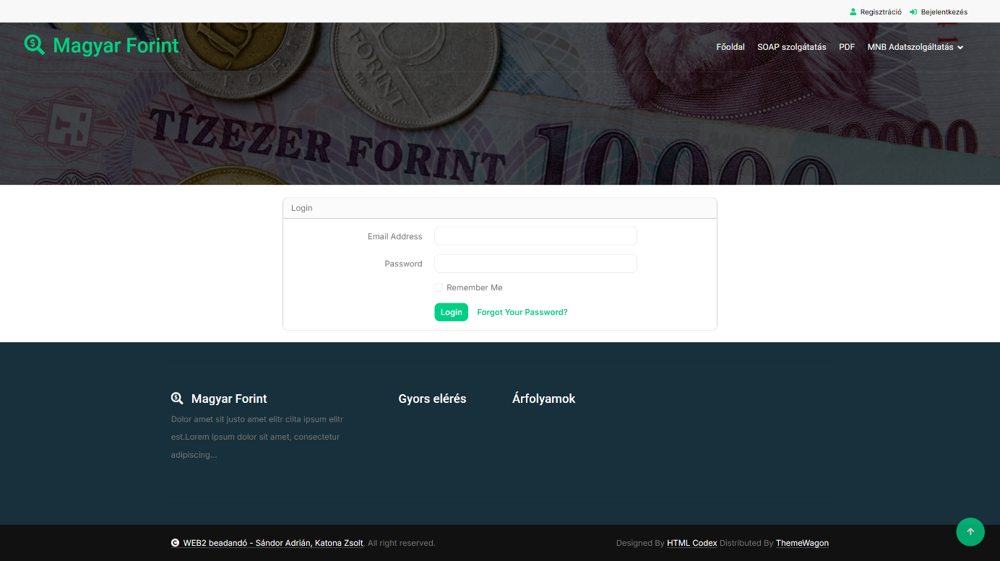 Regisztráció Bejelentkezés
Magyar Forint
Főoldal SOAP szolgátatás PDF MNB Adatszolgáltatás
FORINT
TÍZEZER FORINT 10000
10000
Login
Email Address
Password
Remember Me
Login Forgot Your Password?
Magyar Forint Gyors elérés Árfolyamok
Dolor amet sit justo amet elitr clita ipsum elitr
est.Lorem ipsum dolor sit amet, consectetur
adipiscing...
WEB2 beadandó - Sándor Adrián, Katona Zsolt, All right reserved. Designed By HTML Codex Distributed By ThemeWagon